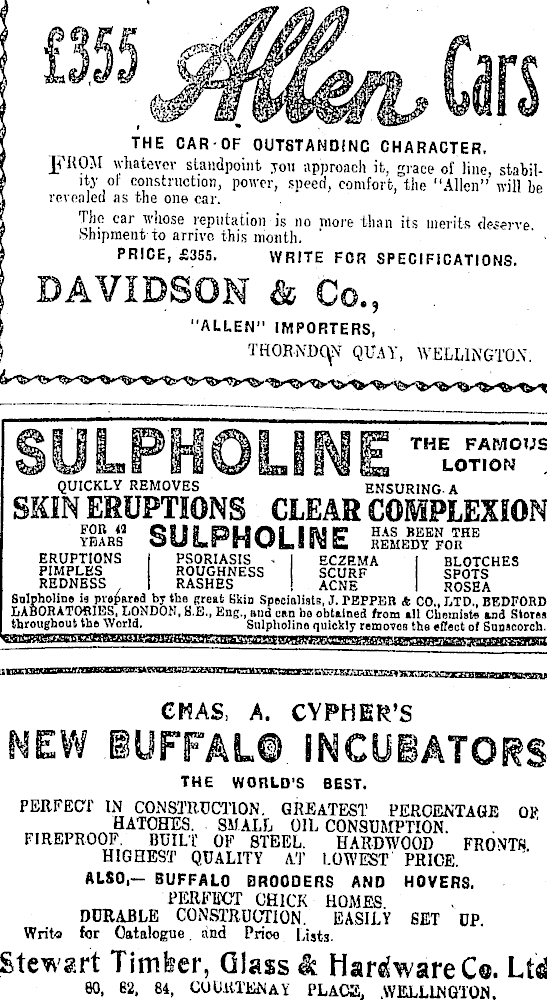 £355 Allen Cars
THE CAR OF OUTSTANDING CHARACTER.
FROM whatever standpoint you approach it, grace of line, stabil-
ity of construction, power, speed, comfort, the "Allen" will be
revealed as the one car.
The car whose reputation is no more than its merits deserve.
Shipment to arrive this month.
PRICE, £355. WRITE FOR SPECIFICATIONS.
DAVIDSON & Co.,
"ALLEN" IMPORTERS,
THORNDON QUAY, WELLINGTON.
SULPHOLINE THE FAMOUS LOTION
QUICKLY REMOVES ENSURING A
SKIN ERUPTIONS CLEAR COMPLEXION
FOR 42 YEARS SULPHOLINE HAS BEEN THE REMEDY FOR
ERUPTIONS PSORIASIS ECZEMA BLOTCHES
PIMPLES ROUGHNESS SCURF SPOTS
REDNESS RASHES ACNE ROSEA
Sulpholine is prepared by the great Skin Specialists, J. PEPPER & CO., LTD., BEDFORD
LABORATORIES, LONDON, S.E., Eng., and can be obtained from all Chemists and Stores
throughout the World. Sulpholine quickly removes the effect of Sunscorch.
CHAS, A. CYPHER'S
NEW BUFFALO INCUBATORS
THE WORLD'S BEST.
PERFECT IN CONSTRUCTION. GREATEST PERCENTAGE OF
HATCHES. SMALL OIL CONSUMPTION.
FIREPROOF. BUILT OF STEEL. HARDWOOD FRONTS.
HIGHEST QUALITY AT LOWEST PRICE.
ALSO,— BUFFALO BROODERS AND HOVERS.
PERFECT CHICK HOMES.
DURABLE CONSTRUCTION. EASILY SET UP.
Write for Catalogue and Price Lists.
Stewart Timber, Glass & Hardware Co. Ltd
80, 82, 84, COURTENAY PLACE, WELLINGTON.